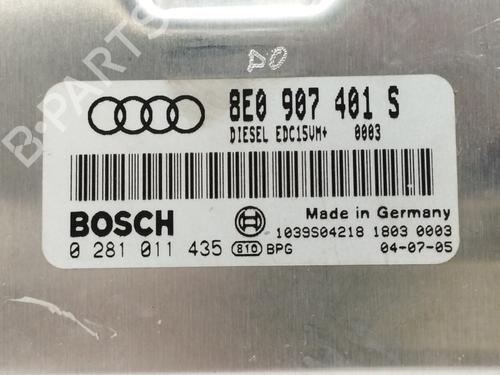 B-PARTS
PO
8E0 907 401 S
DIESEL EDC15VM+ 0003
BOSCH
Made in Germany
0 281 011 435 810 BPG
1039S04218 1803 0003
04-07-05